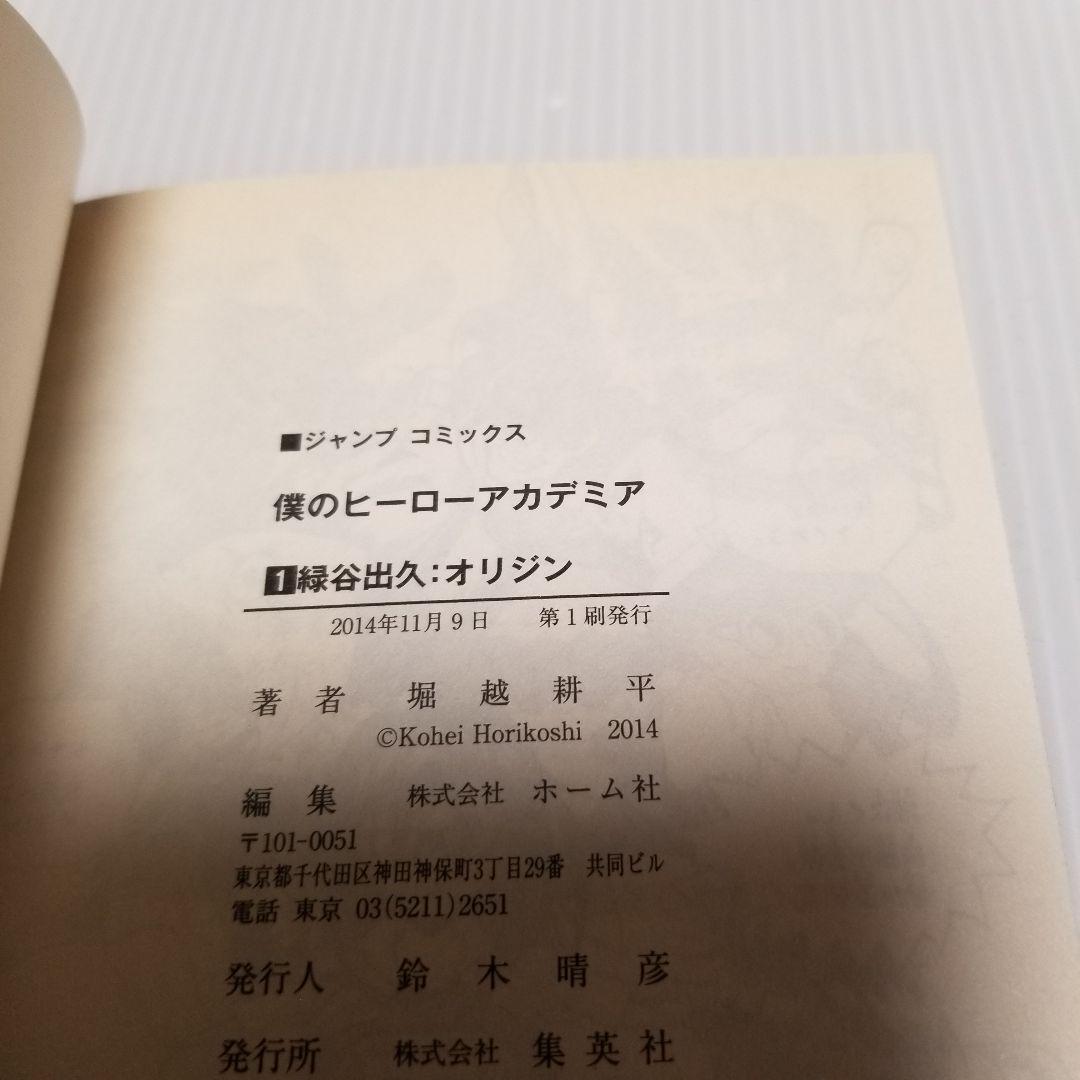 ■ジャンプ コミックス
僕のヒーローアカデミア
1緑谷出久:オリジン
2014年11月9日 第1刷発行
著者 堀越耕平
©Kohei Horikoshi 2014
編集 株式会社 ホーム社
〒101-0051
東京都千代田区神田神保町3丁目29番 共同ビル
電話 東京 03(5211)2651
発行人 鈴木晴彦
発行所 株式会社 集英社